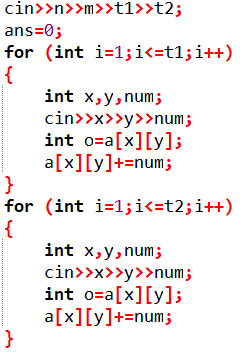 cin>>n>>m>>t1>>t2;
ans=0;
for (int i=1;i<=t1;i++)
{
    int x,y,num;
    cin>>x>>y>>num;
    int o=a[x][y];
    a[x][y]+=num;
}
for (int i=1;i<=t2;i++)
{
    int x,y,num;
    cin>>x>>y>>num;
    int o=a[x][y];
    a[x][y]+=num;
}